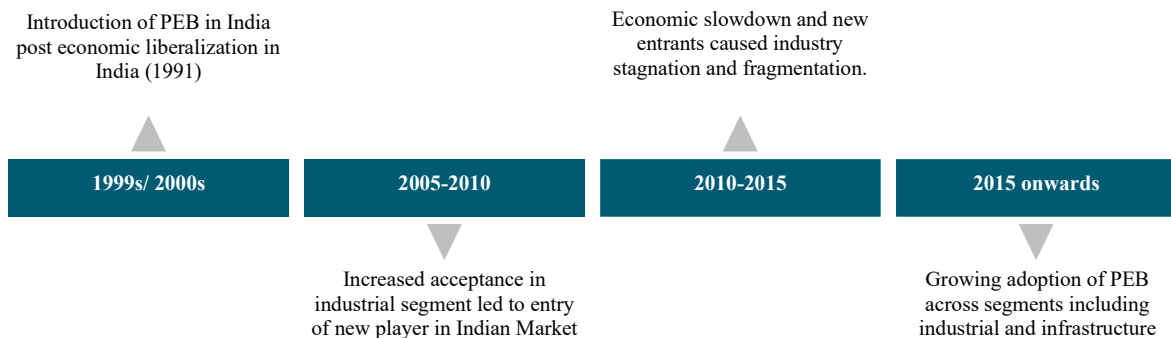 Introduction of PEB in India
post economic liberalization in
India (1991)
Economic slowdown and new
entrants caused industry
stagnation and fragmentation.
1999s/ 2000s
2005-2010
2010-2015
2015 onwards
Increased acceptance in
industrial segment led to entry
of new player in Indian Market
Growing adoption of PEB
across segments including
industrial and infrastructure